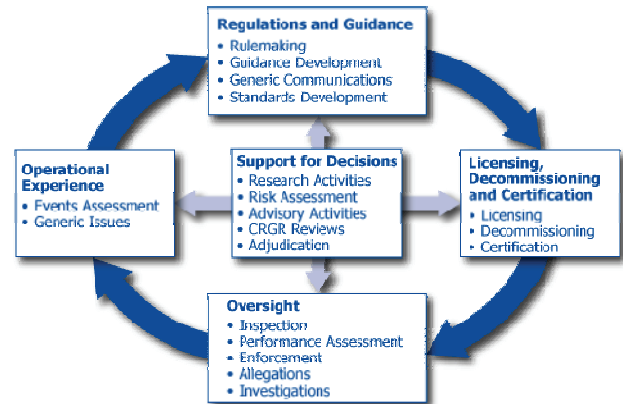 Regulations and Guidance
• Rulemaking
• Guidance Development
• Generic Communications
• Standards Development
Operational
Experience
• Events Assessment
• Generic Issues
Support for Decisions
• Research Activities
• Risk Assessment
• Advisory Activities
• CRGR Reviews
• Adjudication
Licensing,
Decommissioning
and Certification
• Licensing
• Decommissioning
• Certification
Oversight
• Inspection
• Performance Assessment
• Enforcement
• Allegations
• Investigations